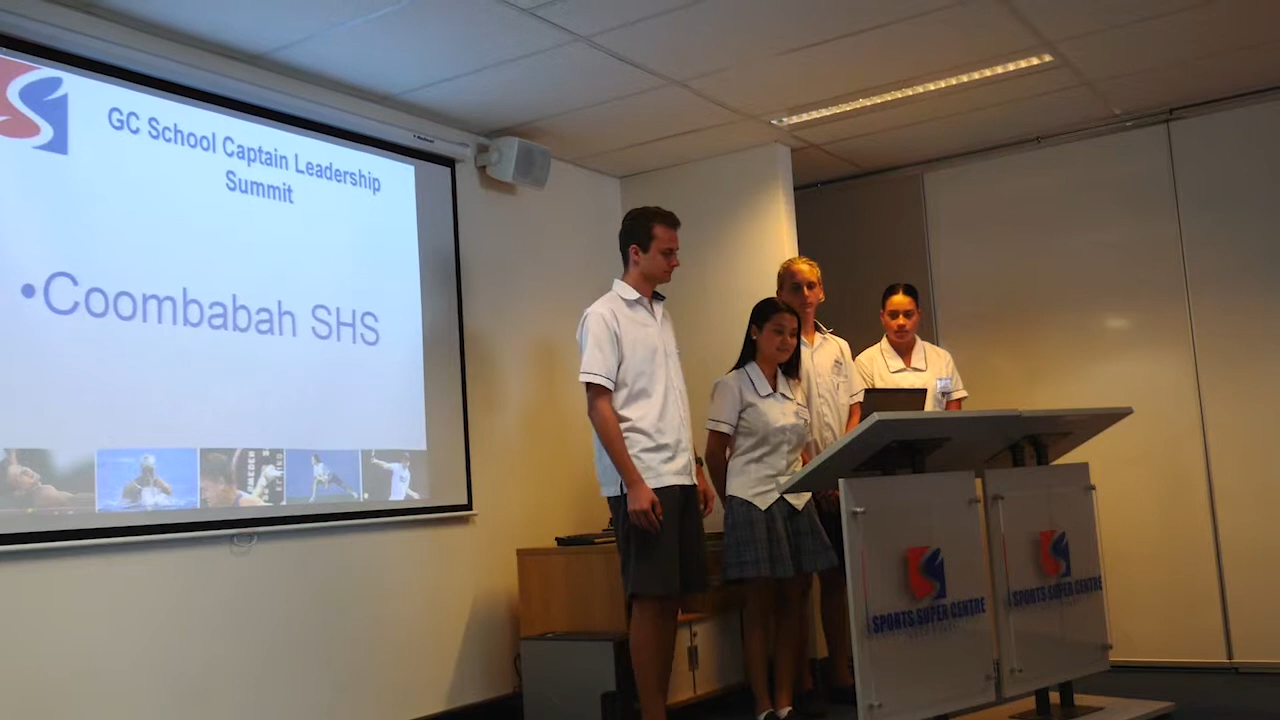 GC School Captain Leadership
Summit
•Coombabah SHS
SPORTS SUPER CENTRE
SPORTS SUPER CENTRE